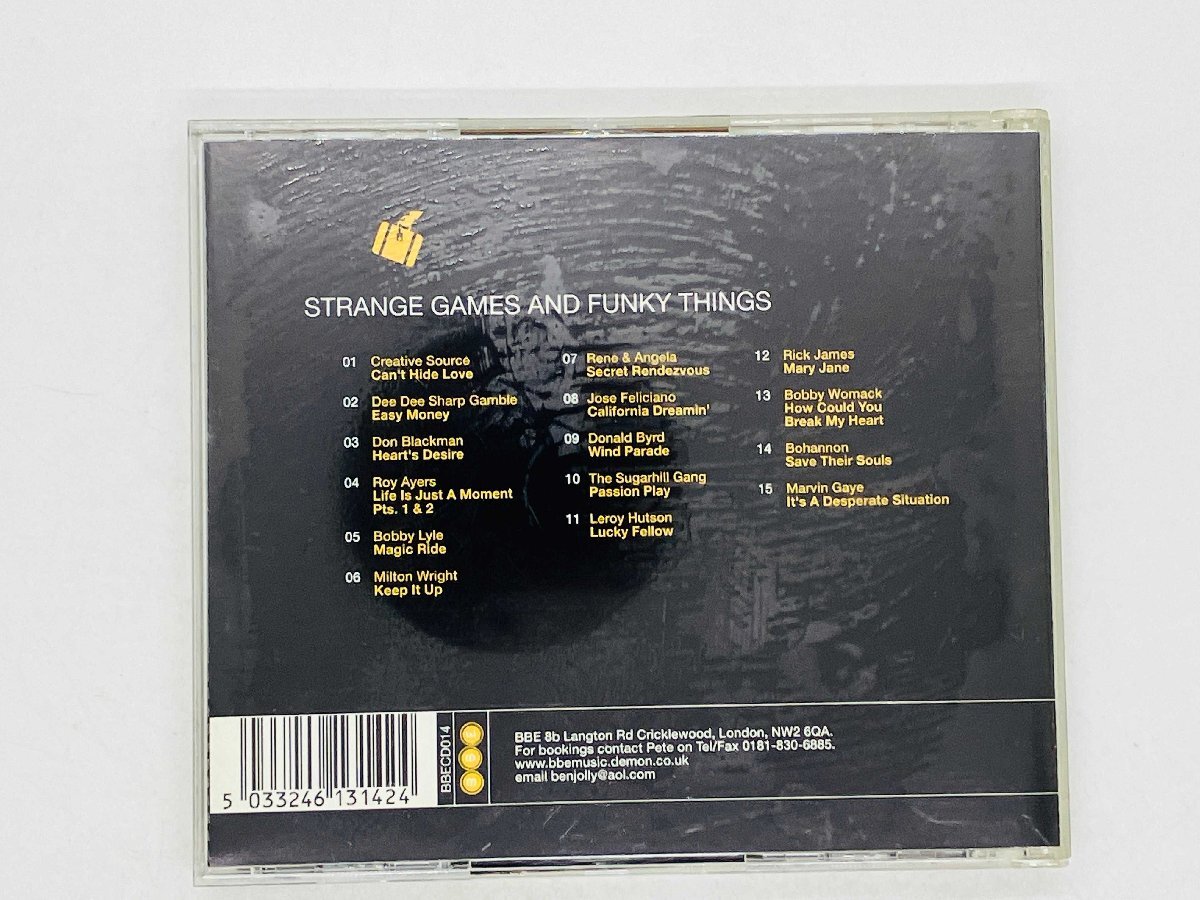 STRANGE GAMES AND FUNKY THINGS
01 Creative Source
Can't Hide Love
02 Dee Dee Sharp Gamble
Easy Money
03 Don Blackman
Heart's Desire
04 Roy Ayers
Life Is Just A Moment
Pts. 1 & 2
05 Bobby Lyle
Magic Ride
06 Milton Wright
Keep It Up
07 Rene & Angela
Secret Rendezvous
08 Jose Feliciano
California Dreamin'
09 Donald Byrd
Wind Parade
10 The Sugarhill Gang
Passion Play
11 Leroy Hutson
Lucky Fellow
12 Rick James
Mary Jane
13 Bobby Womack
How Could You
Break My Heart
14 Bohannon
Save Their Souls
15 Marvin Gaye
It's A Desperate Situation
5 033246 131424
BBECD014
BBE 8b Langton Rd Cricklewood, London, NW2 6QA.
For bookings contact Pete on Tel/Fax 0181-830-6885.
www.bbemusic.demon.co.uk
email benjolly@aol.com